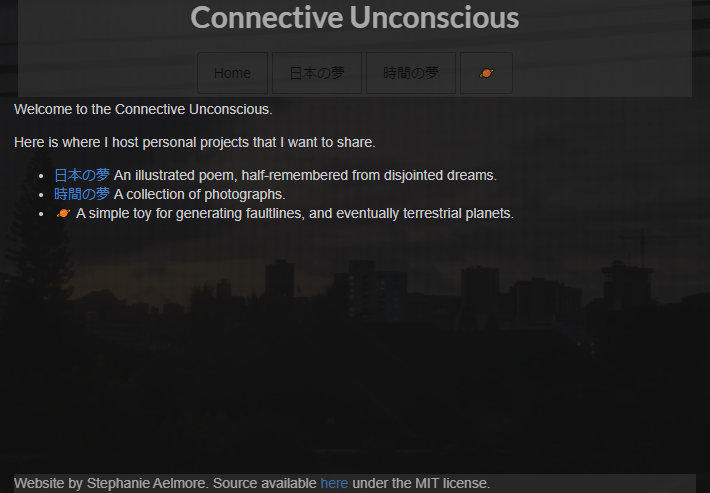 Connective Unconscious
Home 日本の夢 時間の夢 🪐
Welcome to the Connective Unconscious.
Here is where I host personal projects that I want to share.
• 日本の夢 An illustrated poem, half-remembered from disjointed dreams.
• 時間の夢 A collection of photographs.
• 🪐 A simple toy for generating faultlines, and eventually terrestrial planets.
Website by Stephanie Aelmore. Source available here under the MIT license.